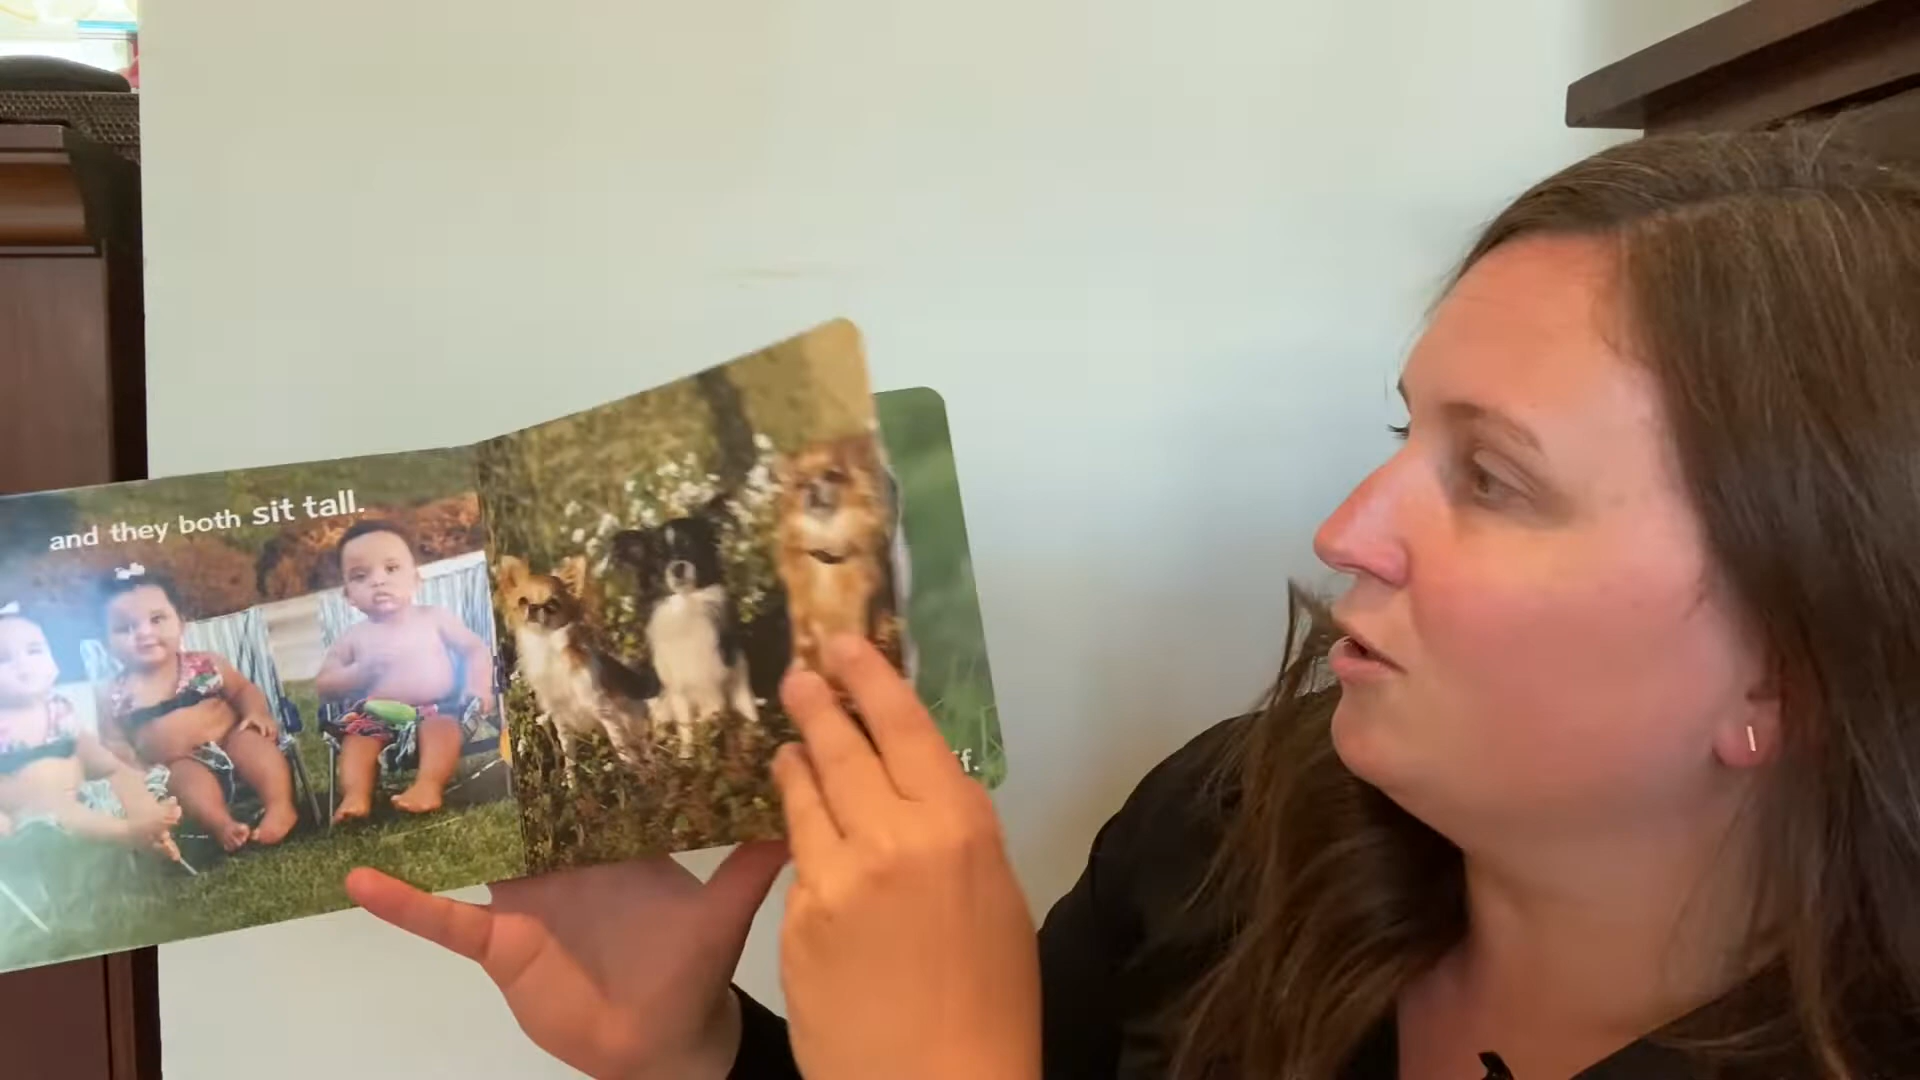 and they both sit tall.
f.